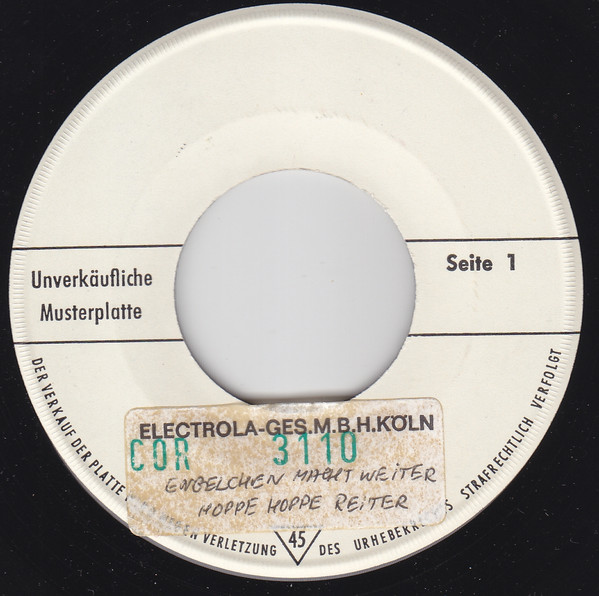 Unverkäufliche
Musterplatte
Seite 1
ELECTROLA-GES.M.B.H.KÖLN
COR 3110
ENGELCHEN MACHT WEITER
HOPPE HOPPE REITER
45
DER VERKAUF DER PLATTE VERLETZUNG DES URHEBER STRAFRECHTLICH VERFOLGT